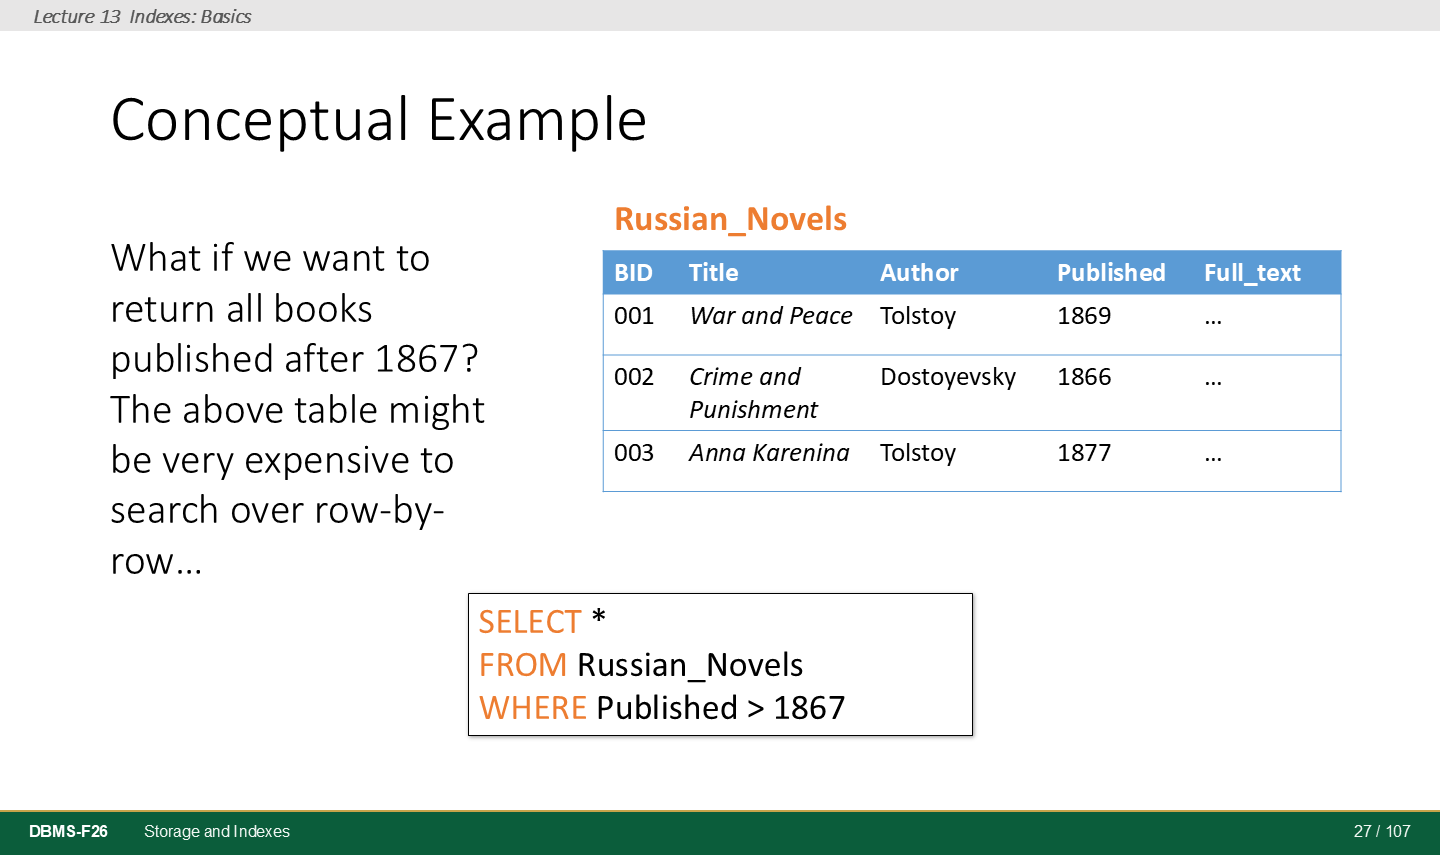 Lecture 13 Indexes: Basics
Conceptual Example
What if we want to
return all books
published after 1867?
The above table might
be very expensive to
search over row-by-
row…
Russian_Novels
BID Title Author Published Full_text
001 War and Peace Tolstoy 1869 …
002 Crime and Punishment Dostoyevsky 1866 …
003 Anna Karenina Tolstoy 1877 …
SELECT *
FROM Russian_Novels
WHERE Published > 1867
DBMS-F26 Storage and Indexes 27 / 107